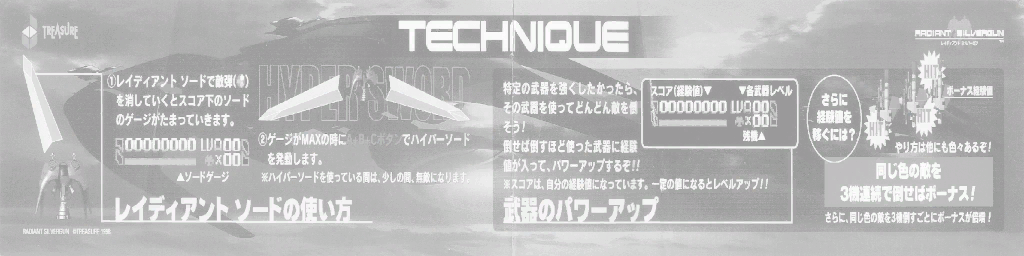 TREASURE
TECHNIQUE
RADIANT SILVERGUN
HYPER SWORD
①レイディアント ソードで敵弾(
)
を消していくとスコア下のソード
のゲージがたまっていきます。
00000000 LV00
×00
▲ソードゲージ
②ゲージがMAXの時にA+B+Cボタンでハイパーソード
を発動します。
※ハイパーソードを使っている間は、少しの間、無敵になります。
レイディアント ソードの使い方
RADIANT SILVERGUN ©TREASURE 1998
特定の武器を強くしたかったら、
その武器を使ってどんどん敵を倒
そう!
倒せば倒すほど使った武器に経験
値が入って、パワーアップするぞ!!
※スコアは、自分の経験値になっています。一定の値になるとレベルアップ!!
スコア(経験値)▼ ▼各武器レベル
00000000 LV00
×00
武器のパワーアップ
さらに
経験値を
稼ぐには?
HIT
HIT
HIT
ボーナス経験値
やり方は他にも色々あるぞ!
同じ色の敵を
3機連続で倒せばボーナス!
さらに、同じ色の敵を3機倒すごとにボーナスが倍増!